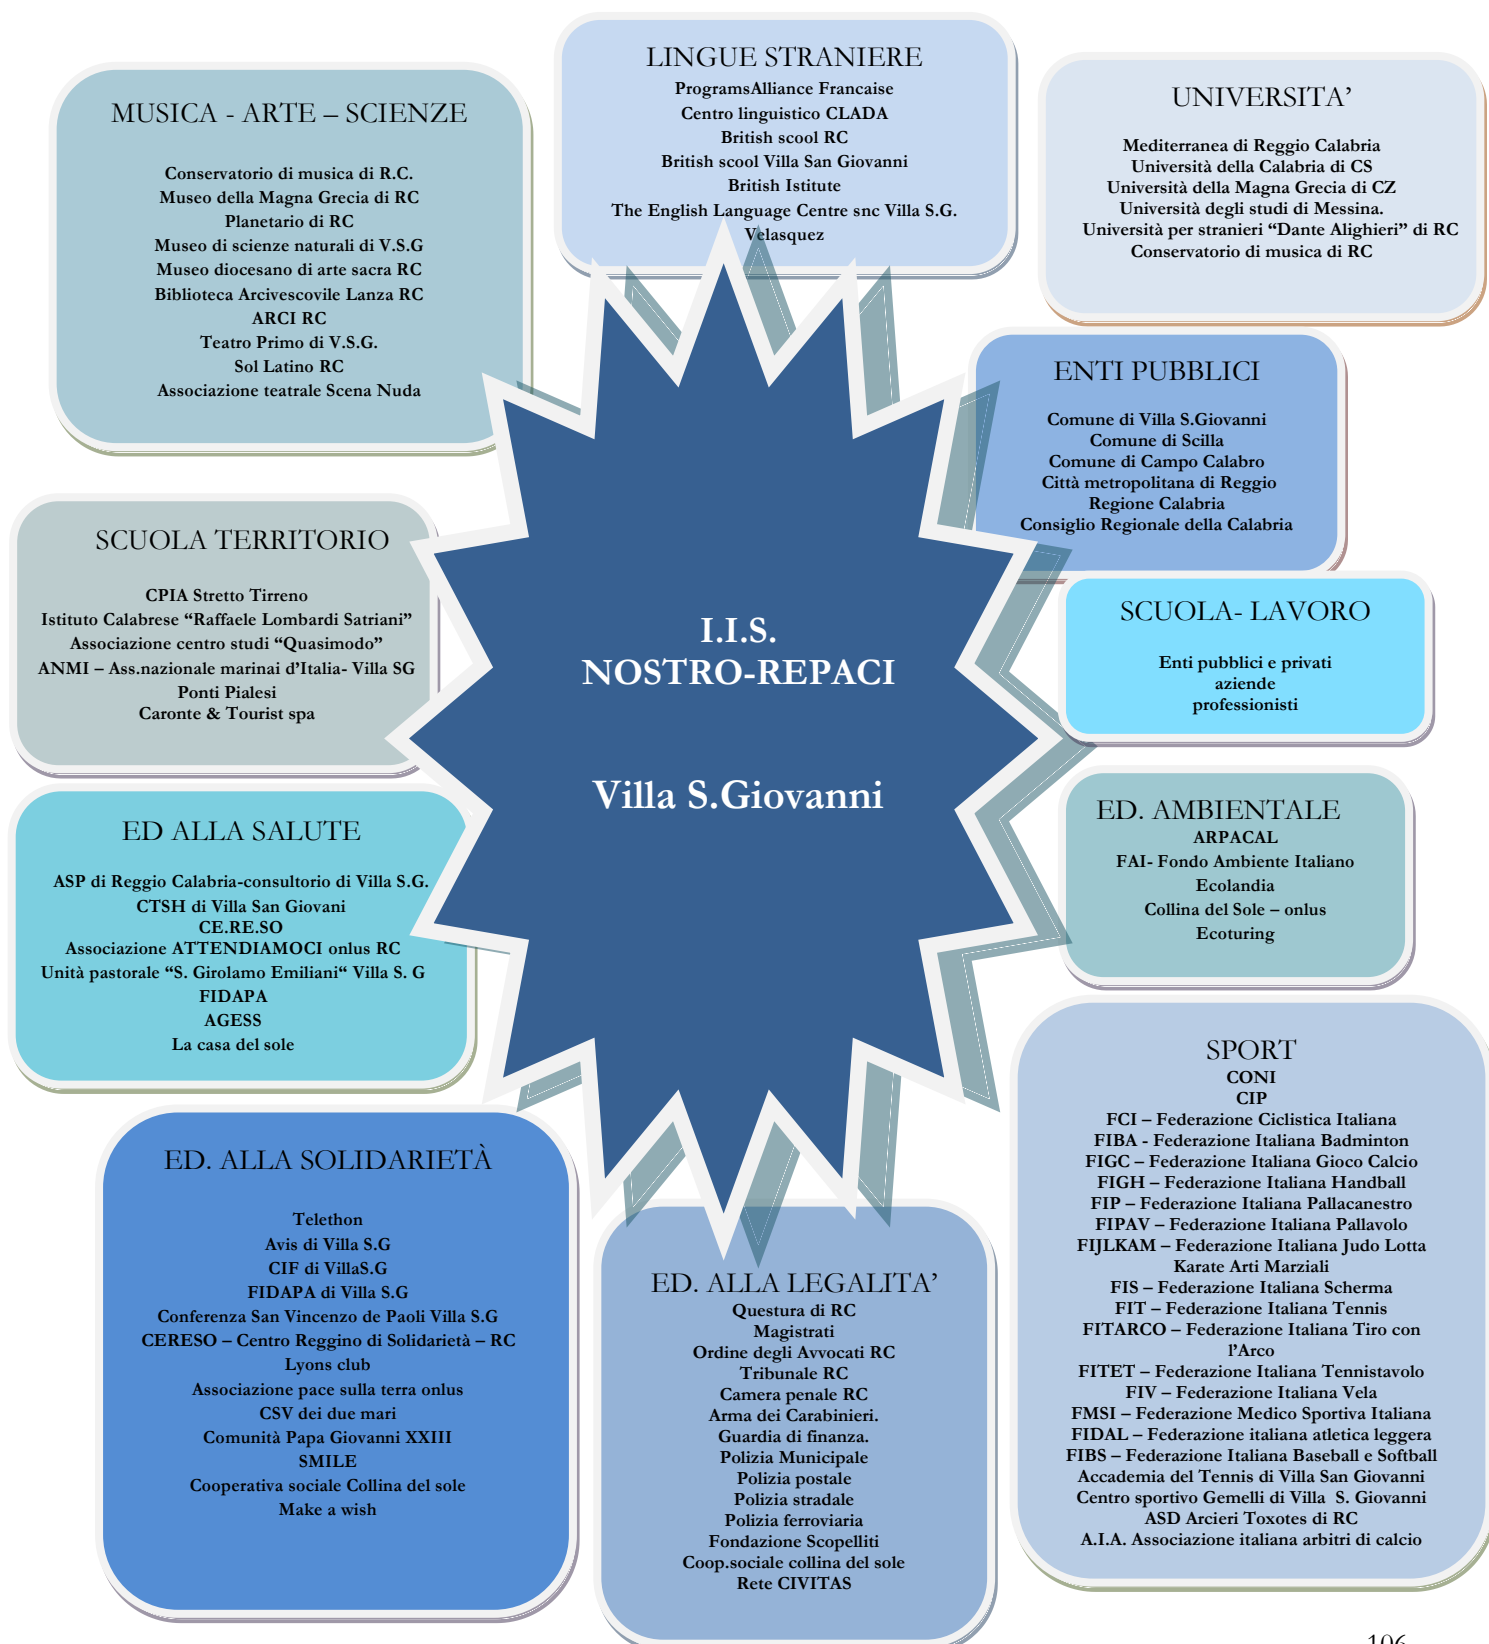 LINGUE STRANIERE
ProgramsAlliance Francaise
Centro linguistico CLADA
British scool RC
British scool Villa San Giovanni
British Istitute
The English Language Centre snc Villa S.G.
Velasquez
MUSICA - ARTE – SCIENZE
Conservatorio di musica di R.C.
Museo della Magna Grecia di RC
Planetario di RC
Museo di scienze naturali di V.S.G
Museo diocesano di arte sacra RC
Biblioteca Arcivescovile Lanza RC
ARCI RC
Teatro Primo di V.S.G.
Sol Latino RC
Associazione teatrale Scena Nuda
UNIVERSITA’
Mediterranea di Reggio Calabria
Università della Calabria di CS
Università della Magna Grecia di CZ
Università degli studi di Messina.
Università per stranieri “Dante Alighieri” di RC
Conservatorio di musica di RC
ENTI PUBBLICI
Comune di Villa S.Giovanni
Comune di Scilla
Comune di Campo Calabro
Città metropolitana di Reggio
Regione Calabria
Consiglio Regionale della Calabria
SCUOLA TERRITORIO
CPIA Stretto Tirreno
Istituto Calabrese “Raffaele Lombardi Satriani”
Associazione centro studi “Quasimodo”
ANMI – Ass.nazionale marinai d’Italia- Villa SG
Ponti Pialesi
Caronte & Tourist spa
I.I.S.
NOSTRO-REPACI
Villa S.Giovanni
SCUOLA- LAVORO
Enti pubblici e privati
aziende
professionisti
ED. AMBIENTALE
ARPACAL
FAI- Fondo Ambiente Italiano
Ecolandia
Collina del Sole – onlus
Ecoturing
ED ALLA SALUTE
ASP di Reggio Calabria-consultorio di Villa S.G.
CTSH di Villa San Giovani
CE.RE.SO
Associazione ATTENDIAMOCI onlus RC
Unità pastorale “S. Girolamo Emiliani“ Villa S. G
FIDAPA
AGESS
La casa del sole
ED. ALLA SOLIDARIETÀ
Telethon
Avis di Villa S.G
CIF di VillaS.G
FIDAPA di Villa S.G
Conferenza San Vincenzo de Paoli Villa S.G
CERESO – Centro Reggino di Solidarietà – RC
Lyons club
Associazione pace sulla terra onlus
CSV dei due mari
Comunità Papa Giovanni XXIII
SMILE
Cooperativa sociale Collina del sole
Make a wish
ED. ALLA LEGALITA’
Questura di RC
Magistrati
Ordine degli Avvocati RC
Tribunale RC
Camera penale RC
Arma dei Carabinieri.
Guardia di finanza.
Polizia Municipale
Polizia postale
Polizia stradale
Polizia ferroviaria
Fondazione Scopelliti
Coop.sociale collina del sole
Rete CIVITAS
SPORT
CONI
CIP
FCI – Federazione Ciclistica Italiana
FIBA - Federazione Italiana Badminton
FIGC – Federazione Italiana Gioco Calcio
FIGH – Federazione Italiana Handball
FIP – Federazione Italiana Pallacanestro
FIPAV – Federazione Italiana Pallavolo
FIJLKAM – Federazione Italiana Judo Lotta
Karate Arti Marziali
FIS – Federazione Italiana Scherma
FIT – Federazione Italiana Tennis
FITARCO – Federazione Italiana Tiro con
l’Arco
FITET – Federazione Italiana Tennistavolo
FIV – Federazione Italiana Vela
FMSI – Federazione Medico Sportiva Italiana
FIDAL – Federazione italiana atletica leggera
FIBS – Federazione Italiana Baseball e Softball
Accademia del Tennis di Villa San Giovanni
Centro sportivo Gemelli di Villa  S. Giovanni
ASD Arcieri Toxotes di RC
A.I.A. Associazione italiana arbitri di calcio
106